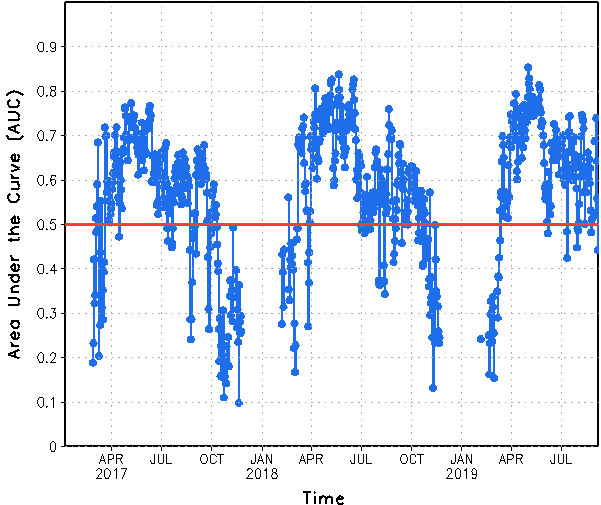 0.9
0.8
0.7
0.6
0.5
0.4
0.3
0.2
0.1
0
Area Under the Curve (AUC)
APR JUL OCT JAN APR JUL OCT JAN APR JUL
2017 2018 2019
Time